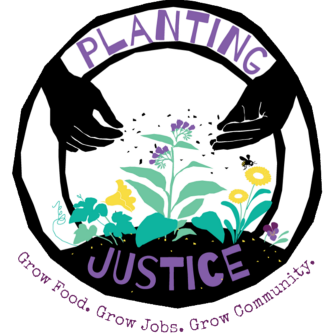 PLANTING
JUSTICE
Grow Food. Grow Jobs. Grow Community.